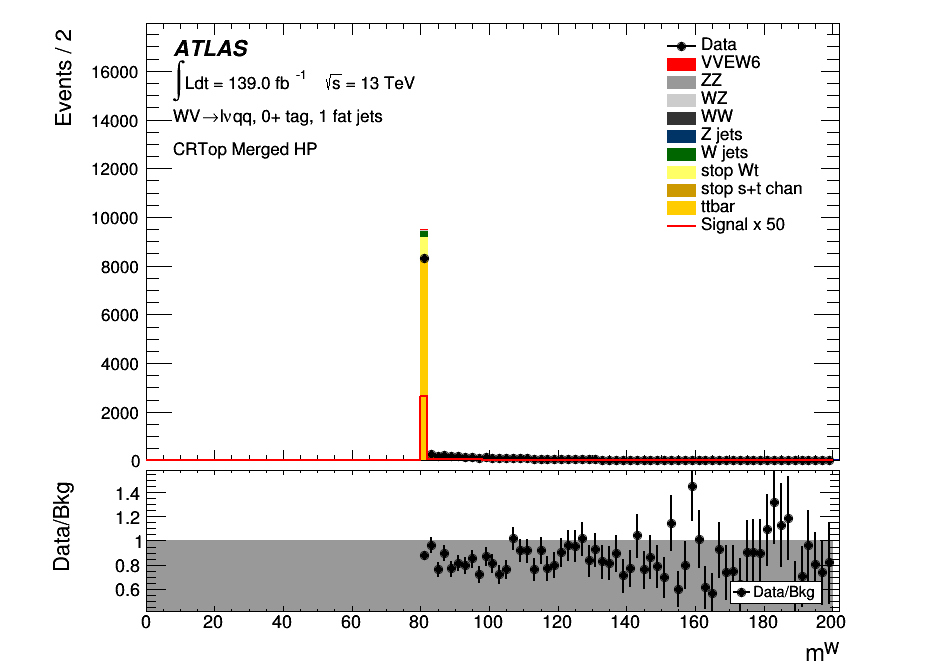 Events / 2
16000
14000
12000
10000
8000
6000
4000
2000
0
ATLAS
∫Ldt = 139.0 fb⁻¹ √s = 13 TeV
WV→lνqq, 0+ tag, 1 fat jets
CRTop Merged HP
Data
VVEW6
ZZ
WZ
WW
Z jets
W jets
stop Wt
stop s+t chan
ttbar
Signal x 50
Data/Bkg
1.4
1.2
1
0.8
0.6
Data/Bkg
0 20 40 60 80 100 120 140 160 180 200
mᵂ